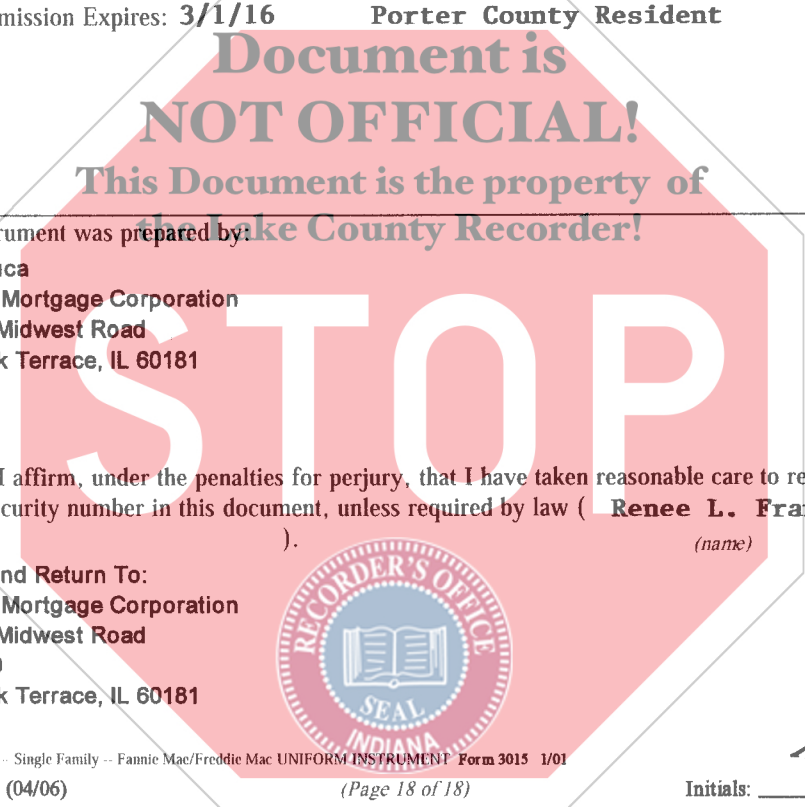 mission Expires: 3/1/16 Porter County Resident
Document is
NOT OFFICIAL!
This Document is the property of
the Lake County Recorder!
rument was prepared by:
uca
Mortgage Corporation
Midwest Road
k Terrace, IL 60181
STOP
I affirm, under the penalties for perjury, that I have taken reasonable care to re
curity number in this document, unless required by law ( Renee L. Fra
). (name)
nd Return To:
Mortgage Corporation
Midwest Road
k Terrace, IL 60181
RECORDER'S OFFICE
SEAL
INDIANA
-- Single Family -- Fannie Mae/Freddie Mac UNIFORM INSTRUMENT Form 3015 1/01
(04/06) (Page 18 of 18) Initials: